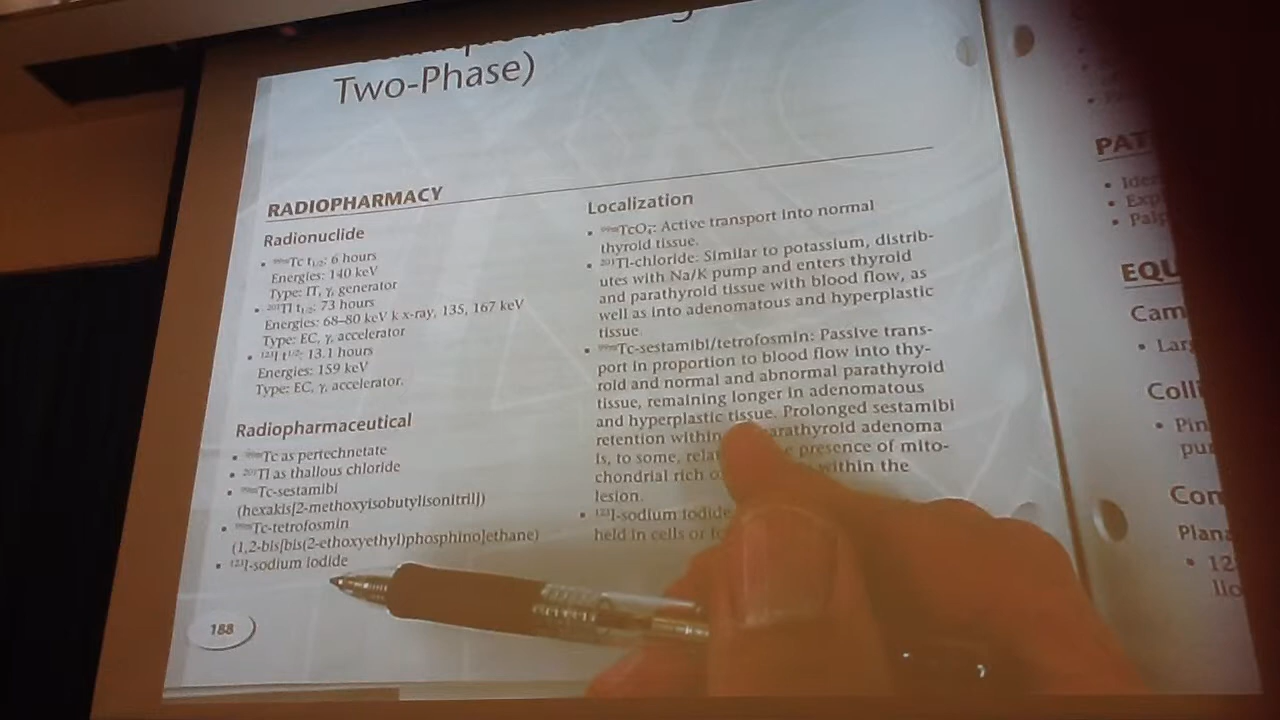 Two-Phase)
RADIOPHARMACY
Radionuclide
• ⁹⁹ᵐTc t₁/₂: 6 hours
Energies: 140 keV
Type: IT, γ, generator
• ²⁰¹Tl t₁/₂: 73 hours
Energies: 68–80 keV k x-ray, 135, 167 keV
Type: EC, γ, accelerator
• ¹²³I t¹/²: 13.1 hours
Energies: 159 keV
Type: EC, γ, accelerator.
Radiopharmaceutical
• ⁹⁹ᵐTc as pertechnetate
• ²⁰¹Tl as thallous chloride
• ⁹⁹ᵐTc-sestamibi
(hexakis[2-methoxyisobutylisonitril])
• ⁹⁹ᵐTc-tetrofosmin
(1,2-bis[bis(2-ethoxyethyl)phosphino]ethane)
• ¹²³I-sodium iodide
188
Localization
• ⁹⁹ᵐTcO₄⁻: Active transport into normal
thyroid tissue.
• ²⁰¹Tl-chloride: Similar to potassium, distrib-
utes with Na/K pump and enters thyroid
and parathyroid tissue with blood flow, as
well as into adenomatous and hyperplastic
tissue.
• ⁹⁹ᵐTc-sestamibi/tetrofosmin: Passive trans-
port in proportion to blood flow into thy-
roid and normal and abnormal parathyroid
tissue, remaining longer in adenomatous
and hyperplastic tissue. Prolonged sestamibi
retention within parathyroid adenoma
is, to some, presence of mito-
chondrial rich within the
lesion.
• ¹²³I-sodium iodide
held in cells or
PAT
•
• Exp
• Palp
EQU
Cam
• Larg
Coll
• Pin
pu
Con
Plana
• 12